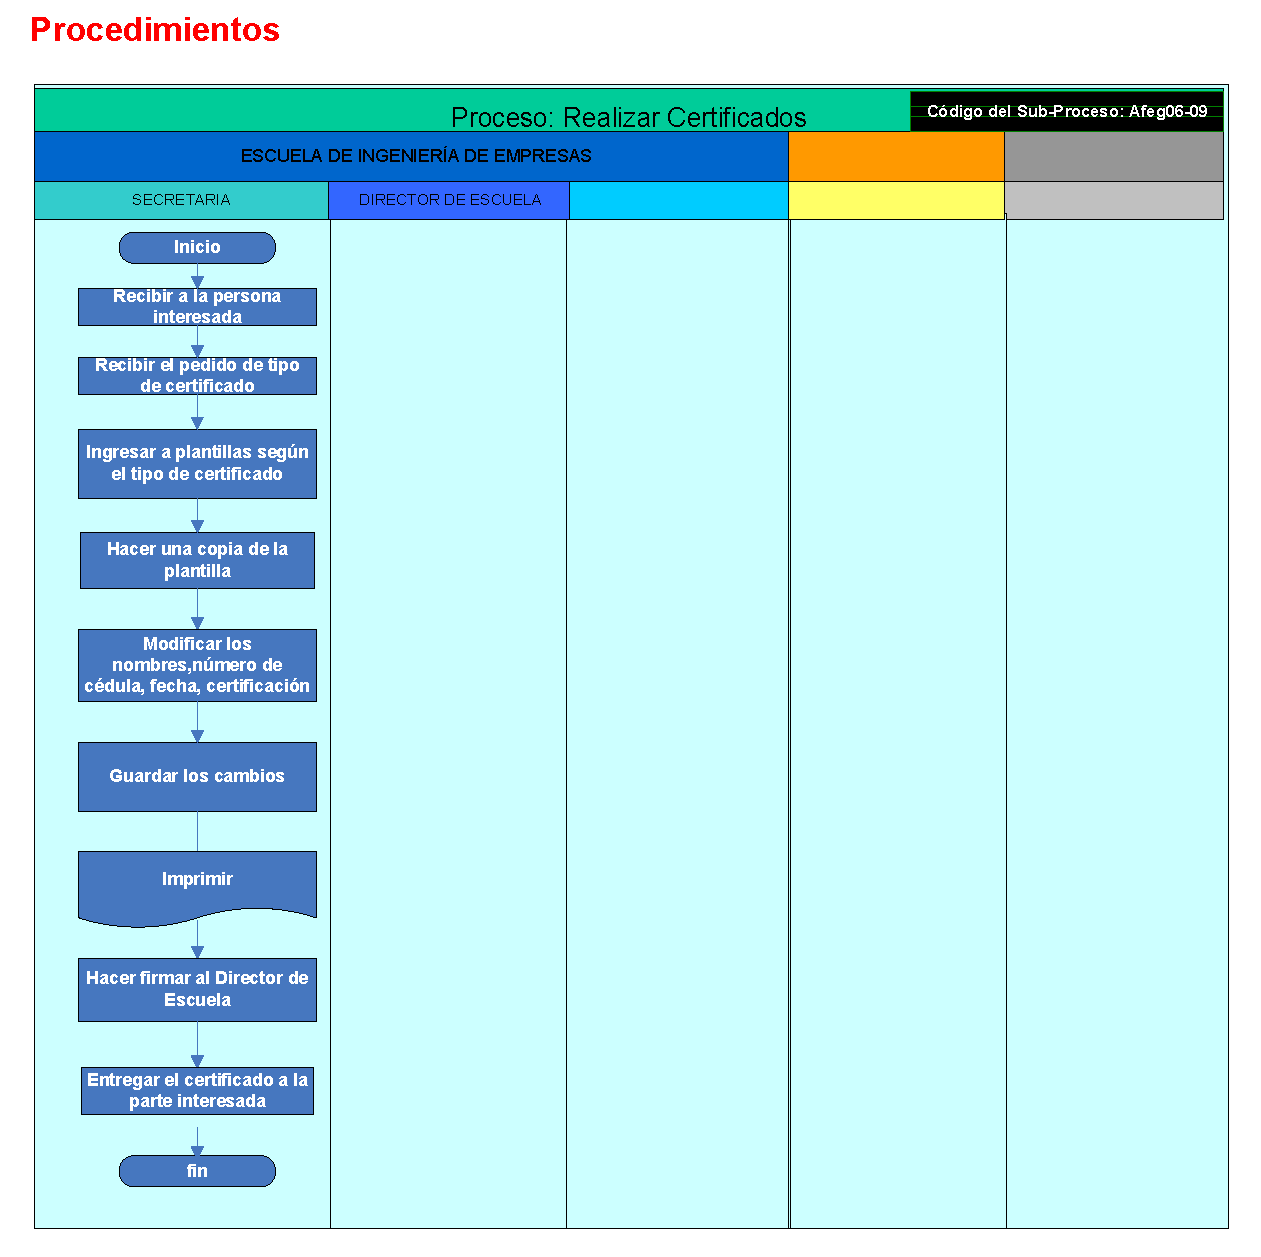 Procedimientos
Proceso: Realizar Certificados
Código del Sub-Proceso: Afeg06-09
ESCUELA DE INGENIERÍA DE EMPRESAS
SECRETARIA
DIRECTOR DE ESCUELA
Inicio
Recibir a la persona
interesada
Recibir el pedido de tipo
de certificado
Ingresar a plantillas según
el tipo de certificado
Hacer una copia de la
plantilla
Modificar los
nombres,número de
cédula, fecha, certificación
Guardar los cambios
Imprimir
Hacer firmar al Director de
Escuela
Entregar el certificado a la
parte interesada
fin